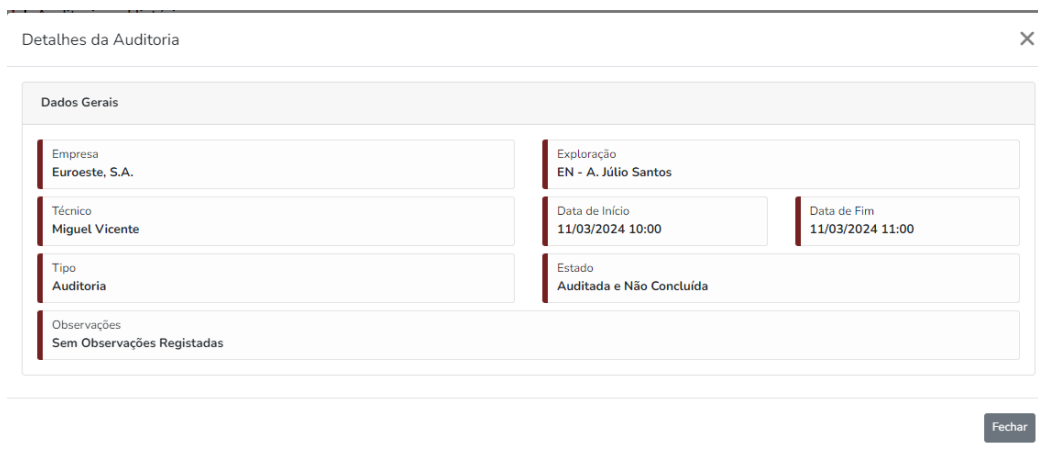 Detalhes da Auditoria
Dados Gerais
Empresa
Euroeste, S.A.
Exploração
EN - A. Júlio Santos
Técnico
Miguel Vicente
Data de Início
11/03/2024 10:00
Data de Fim
11/03/2024 11:00
Tipo
Auditoria
Estado
Auditada e Não Concluída
Observações
Sem Observações Registadas
Fechar